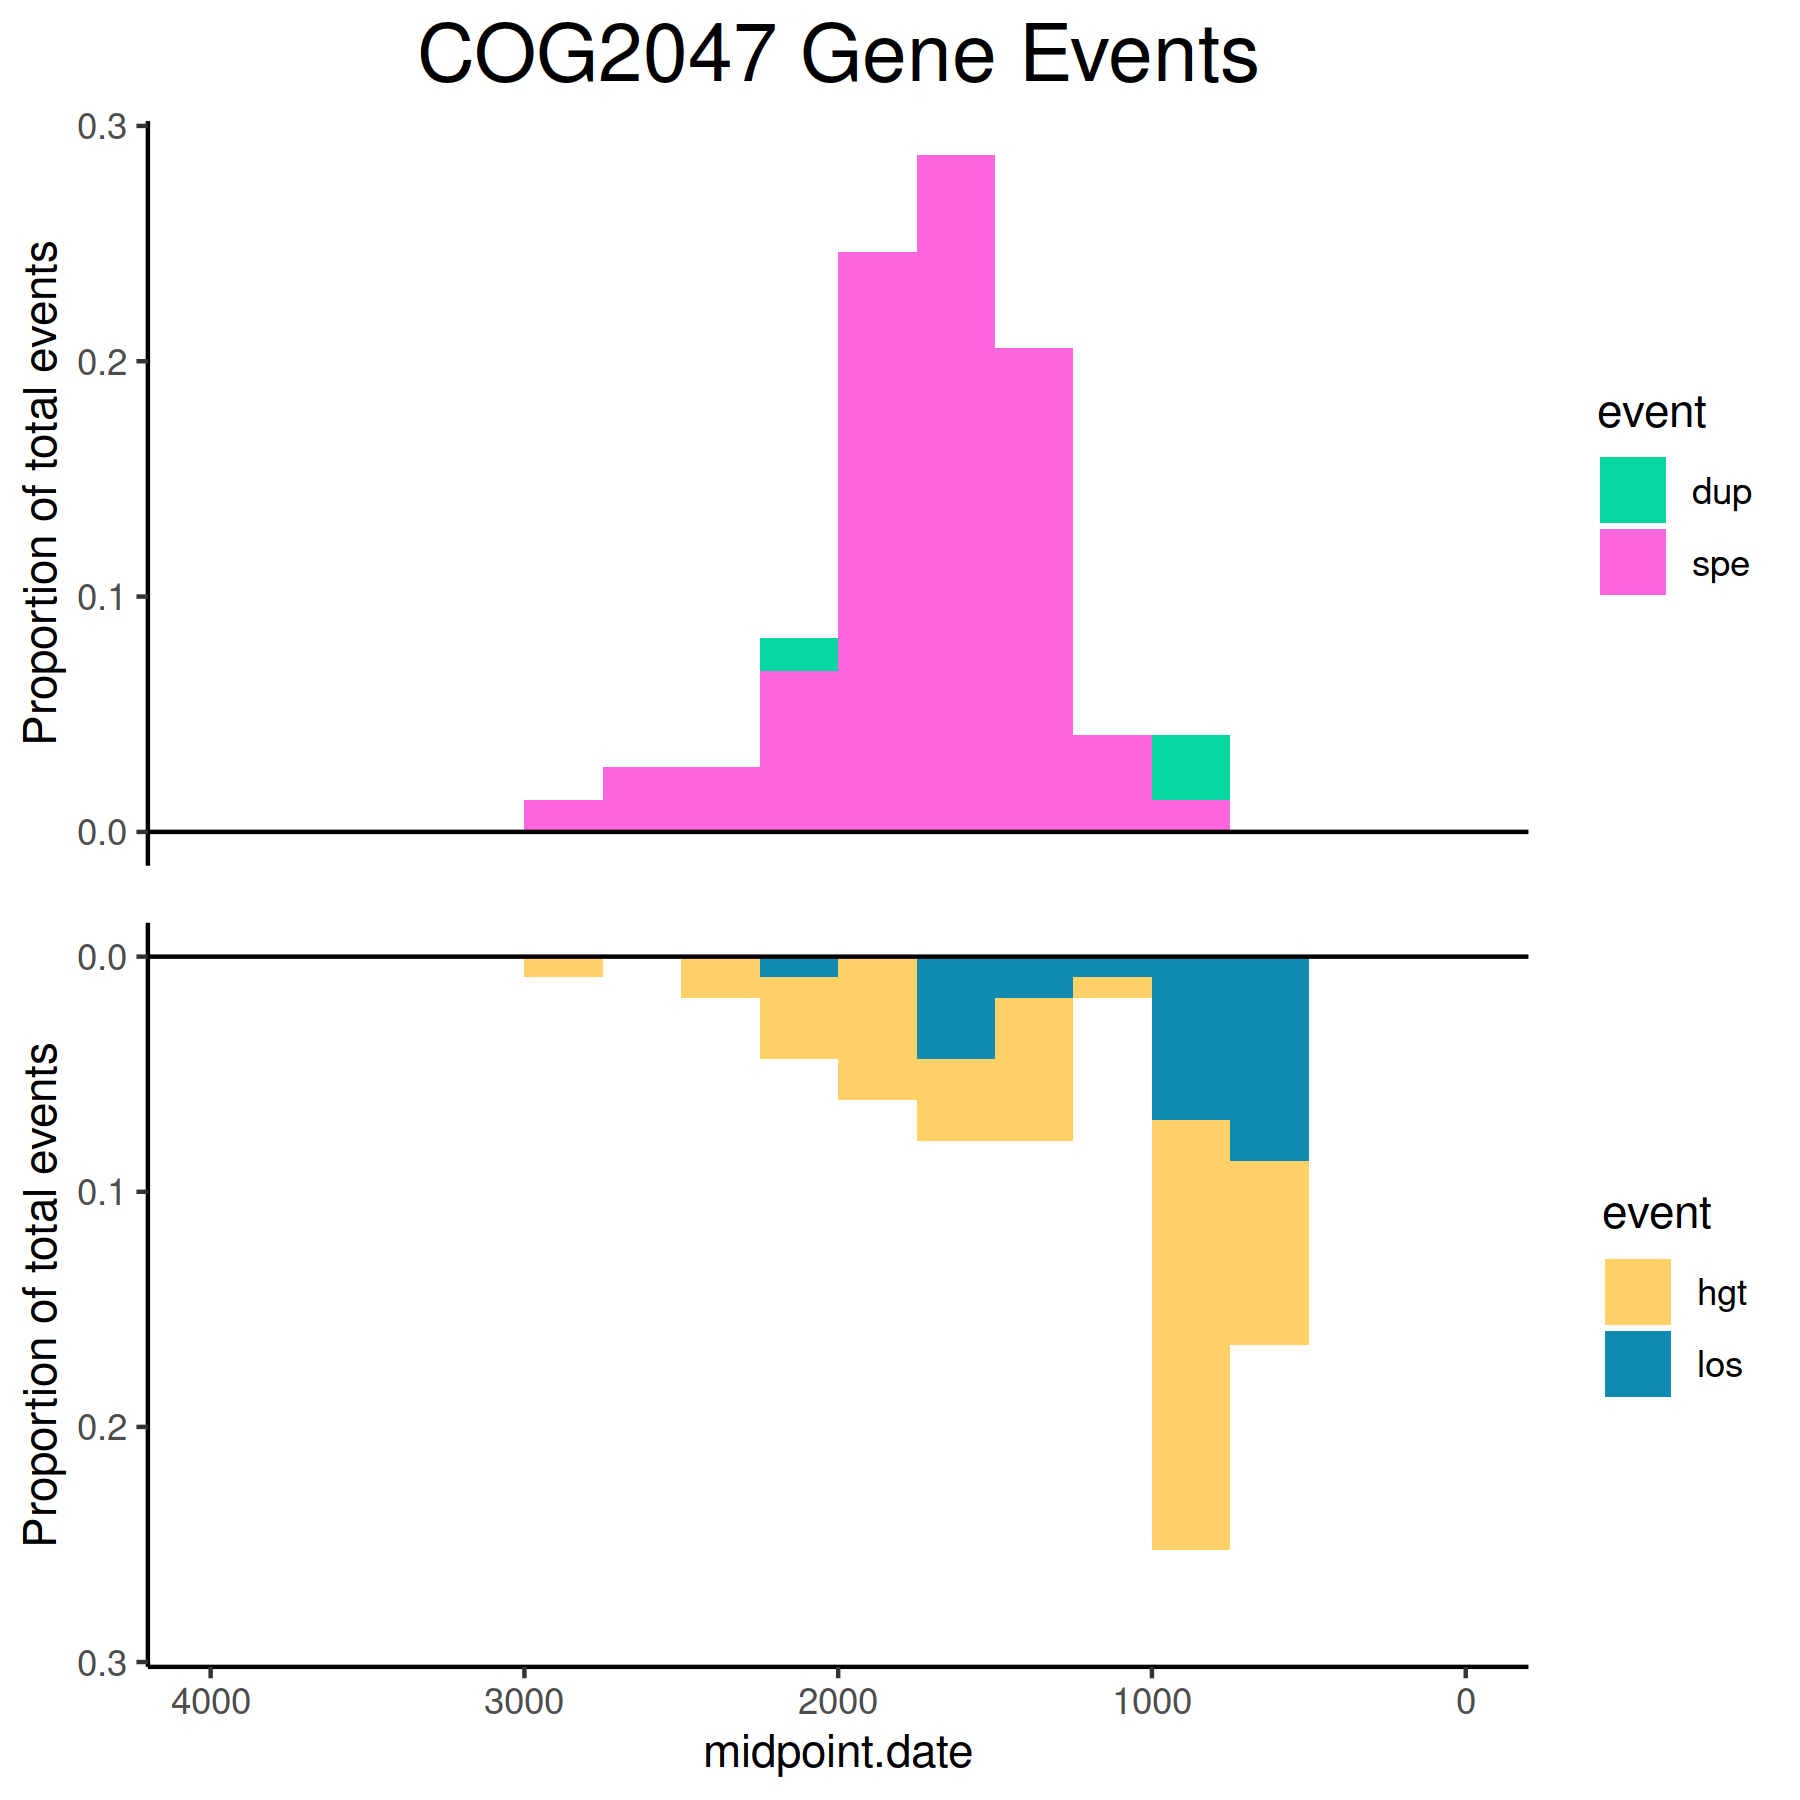 COG2047 Gene Events
Proportion of total events
0.3
0.2
0.1
0.0
event
dup
spe
Proportion of total events
0.0
0.1
0.2
0.3
event
hgt
los
4000 3000 2000 1000 0
midpoint.date